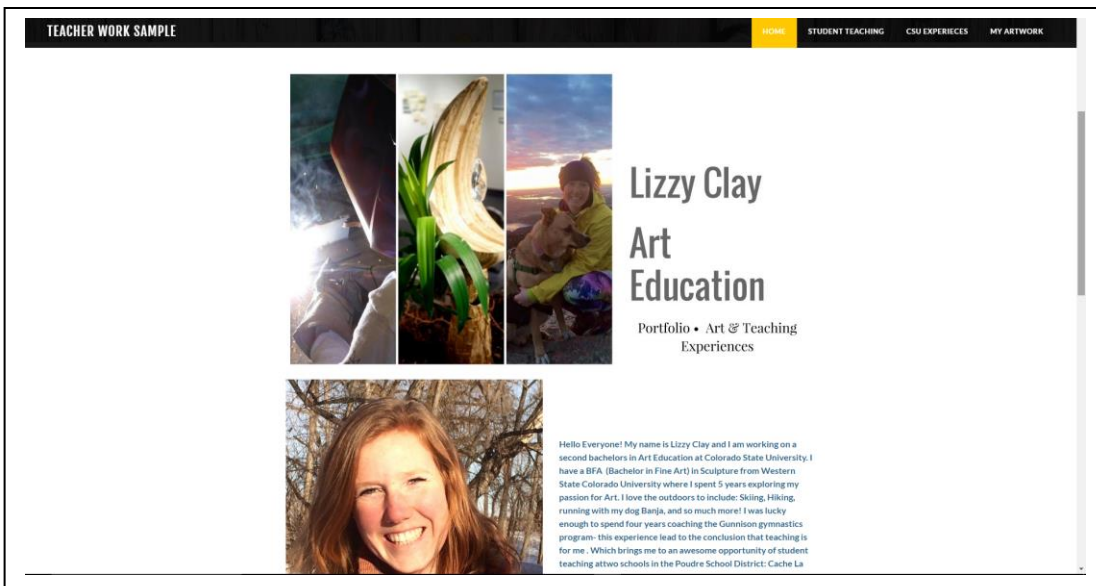 TEACHER WORK SAMPLE
HOME
STUDENT TEACHING
CSU EXPERIECES
MY ARTWORK
Lizzy Clay
Art
Education
Portfolio • Art & Teaching
Experiences
Hello Everyone! My name is Lizzy Clay and I am working on a
second bachelors in Art Education at Colorado State University. I
have a BFA (Bachelor in Fine Art) in Sculpture from Western
State Colorado University where I spent 5 years exploring my
passion for Art. I love the outdoors to include: Skiing, Hiking,
running with my dog Banja, and so much more! I was lucky
enough to spend four years coaching the Gunnison gymnastics
program- this experience lead to the conclusion that teaching is
for me . Which brings me to an awesome opportunity of student
teaching attwo schools in the Poudre School District: Cache La